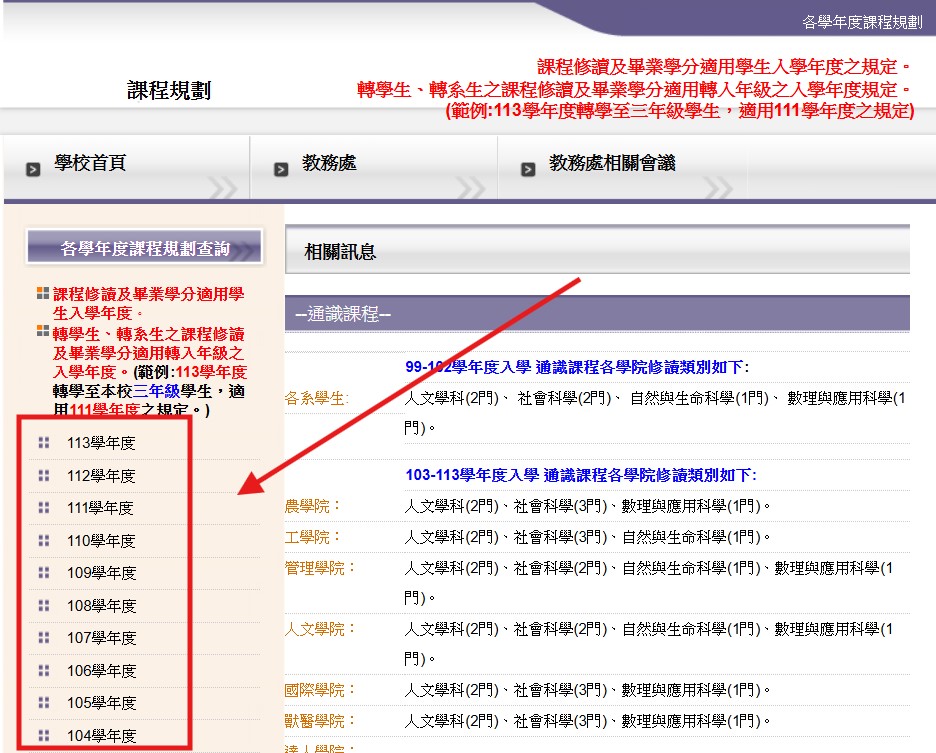 各學年度課程規劃
課程規劃
課程修讀及畢業學分適用學生入學年度之規定。
轉學生、轉系生之課程修讀及畢業學分適用轉入年級之入學年度規定。
(範例:113學年度轉學至三年級學生，適用111學年度之規定)
學校首頁
教務處
教務處相關會議
各學年度課程規劃查詢
課程修讀及畢業學分適用學
生入學年度。
轉學生、轉系生之課程修讀
及畢業學分適用轉入年級之
入學年度。(範例:113學年度
轉學至本校三年級學生，適
用111學年度之規定。)
113學年度
112學年度
111學年度
110學年度
109學年度
108學年度
107學年度
106學年度
105學年度
104學年度
相關訊息
--通識課程--
99-102學年度入學 通識課程各學院修讀類別如下:
各系學生:
人文學科(2門)、 社會科學(2門)、 自然與生命科學(1門)、 數理與應用科學(1
門)。
103-113學年度入學 通識課程各學院修讀類別如下:
農學院：
人文學科(2門)、社會科學(3門)、數理與應用科學(1門)。
工學院：
人文學科(2門)、社會科學(3門)、自然與生命科學(1門)。
管理學院：
人文學科(2門)、社會科學(2門)、自然與生命科學(1門)、數理與應用科學(1
門)。
人文學院：
人文學科(2門)、社會科學(2門)、自然與生命科學(1門)、數理與應用科學(1
門)。
國際學院：
人文學科(2門)、社會科學(3門)、數理與應用科學(1門)。
獸醫學院：
人文學科(2門)、社會科學(3門)、數理與應用科學(1門)。
達人學院：